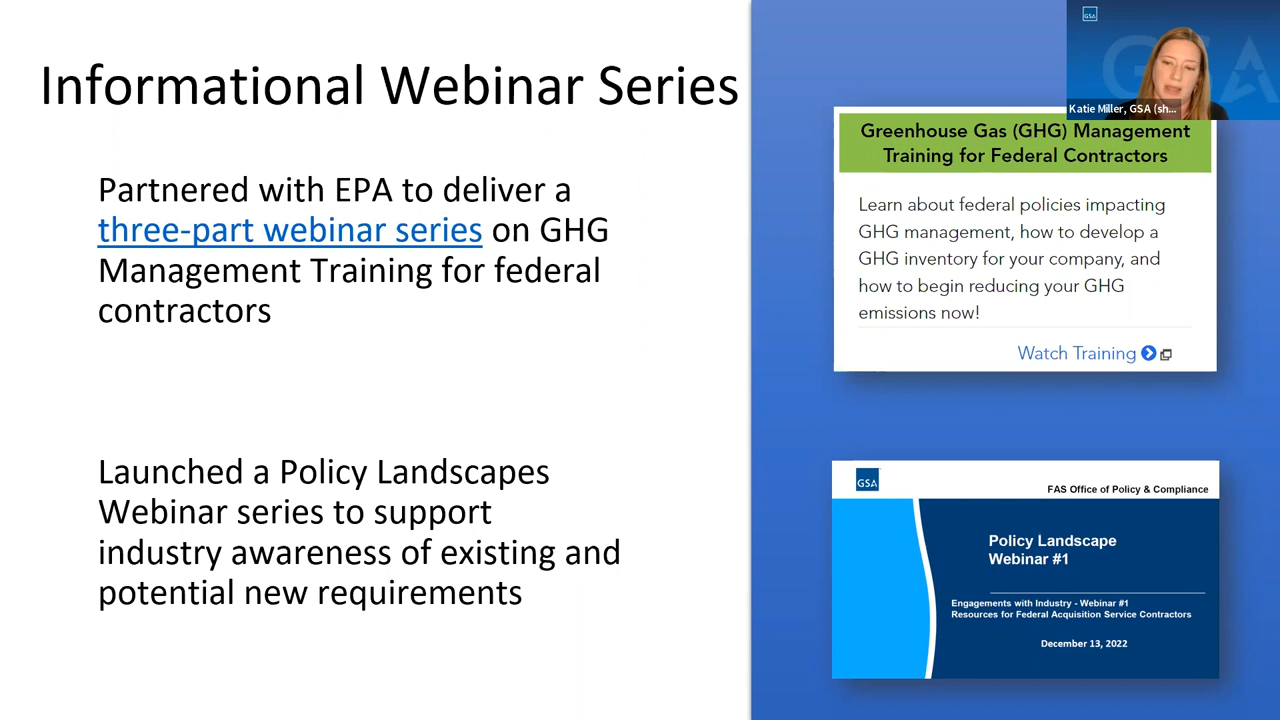 Informational Webinar Series
Partnered with EPA to deliver a
three-part webinar series on GHG
Management Training for federal
contractors
Launched a Policy Landscapes
Webinar series to support
industry awareness of existing and
potential new requirements
GSA
GSA
Katie Miller, GSA (sh...
Greenhouse Gas (GHG) Management
Training for Federal Contractors
Learn about federal policies impacting
GHG management, how to develop a
GHG inventory for your company, and
how to begin reducing your GHG
emissions now!
Watch Training
GSA
FAS Office of Policy & Compliance
Policy Landscape
Webinar #1
Engagements with Industry - Webinar #1
Resources for Federal Acquisition Service Contractors
December 13, 2022